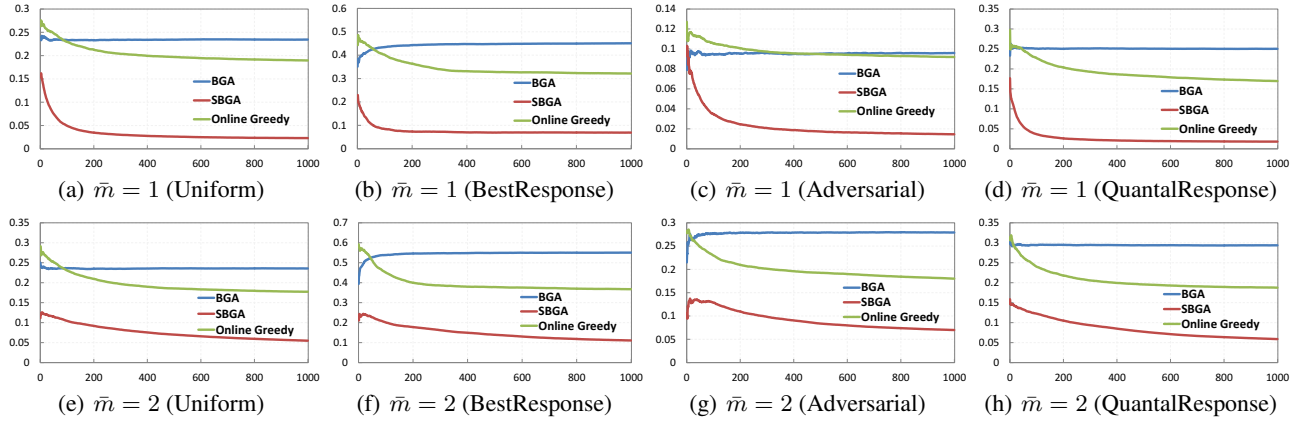 0.3
0.25
0.2
0.15
0.1
0.05
0
BGA
SBGA
Online Greedy
0 200 400 600 800 1000
(a) m̄ = 1 (Uniform)
0.6
0.5
0.4
0.3
0.2
0.1
0
BGA
SBGA
Online Greedy
0 200 400 600 800 1000
(b) m̄ = 1 (BestResponse)
0.14
0.12
0.1
0.08
0.06
0.04
0.02
0
BGA
SBGA
Online Greedy
0 200 400 600 800 1000
(c) m̄ = 1 (Adversarial)
0.35
0.3
0.25
0.2
0.15
0.1
0.05
0
BGA
SBGA
Online Greedy
0 200 400 600 800 1000
(d) m̄ = 1 (QuantalResponse)
0.35
0.3
0.25
0.2
0.15
0.1
0.05
0
BGA
SBGA
Online Greedy
0 200 400 600 800 1000
(e) m̄ = 2 (Uniform)
0.7
0.6
0.5
0.4
0.3
0.2
0.1
0
BGA
SBGA
Online Greedy
0 200 400 600 800 1000
(f) m̄ = 2 (BestResponse)
0.3
0.25
0.2
0.15
0.1
0.05
0
BGA
SBGA
Online Greedy
0 200 400 600 800 1000
(g) m̄ = 2 (Adversarial)
0.35
0.3
0.25
0.2
0.15
0.1
0.05
0
BGA
SBGA
Online Greedy
0 200 400 600 800 1000
(h) m̄ = 2 (QuantalResponse)